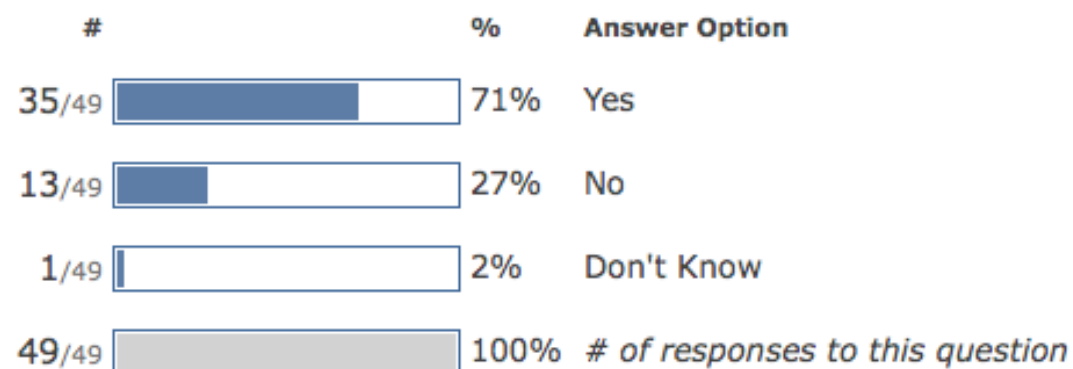 # % Answer Option
35/49 71% Yes
13/49 27% No
1/49 2% Don't Know
49/49 100% # of responses to this question